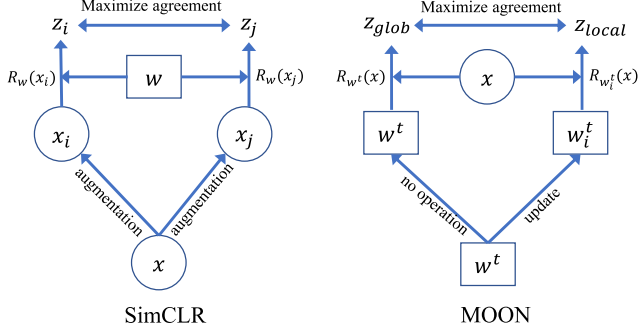 Maximize agreement
z_i z_j
R_w(x_i) w R_w(x_j)
x_i x_j
augmentation augmentation
x
SimCLR
Maximize agreement
z_glob z_local
R_{w^t}(x) x R_{w_i^t}(x)
w^t w_i^t
no operation update
w^t
MOON